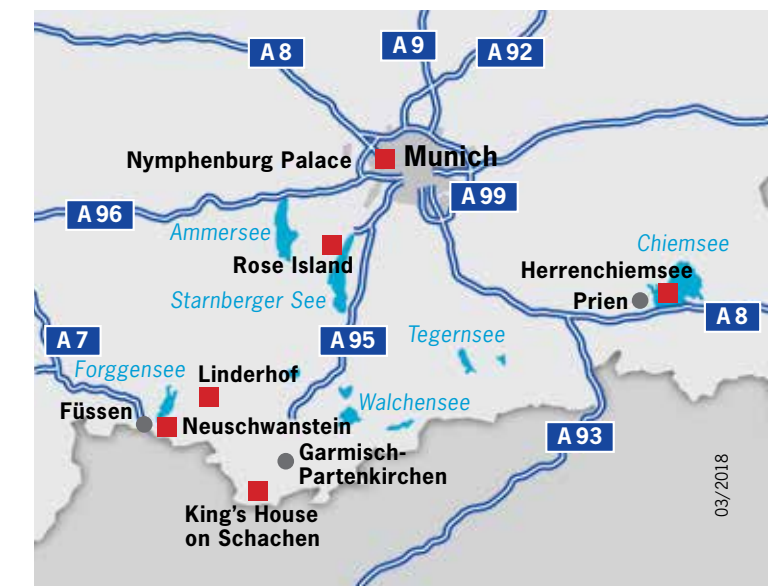 A 8
A 9
A 92
Nymphenburg Palace
Munich
A 99
A 96
Ammersee
Rose Island
Starnberger See
Chiemsee
Herrenchiemsee
Prien
A 8
A 7
A 95
Tegernsee
Forggensee
Linderhof
Walchensee
Füssen
Neuschwanstein
A 93
Garmisch-
Partenkirchen
King's House
on Schachen
03/2018